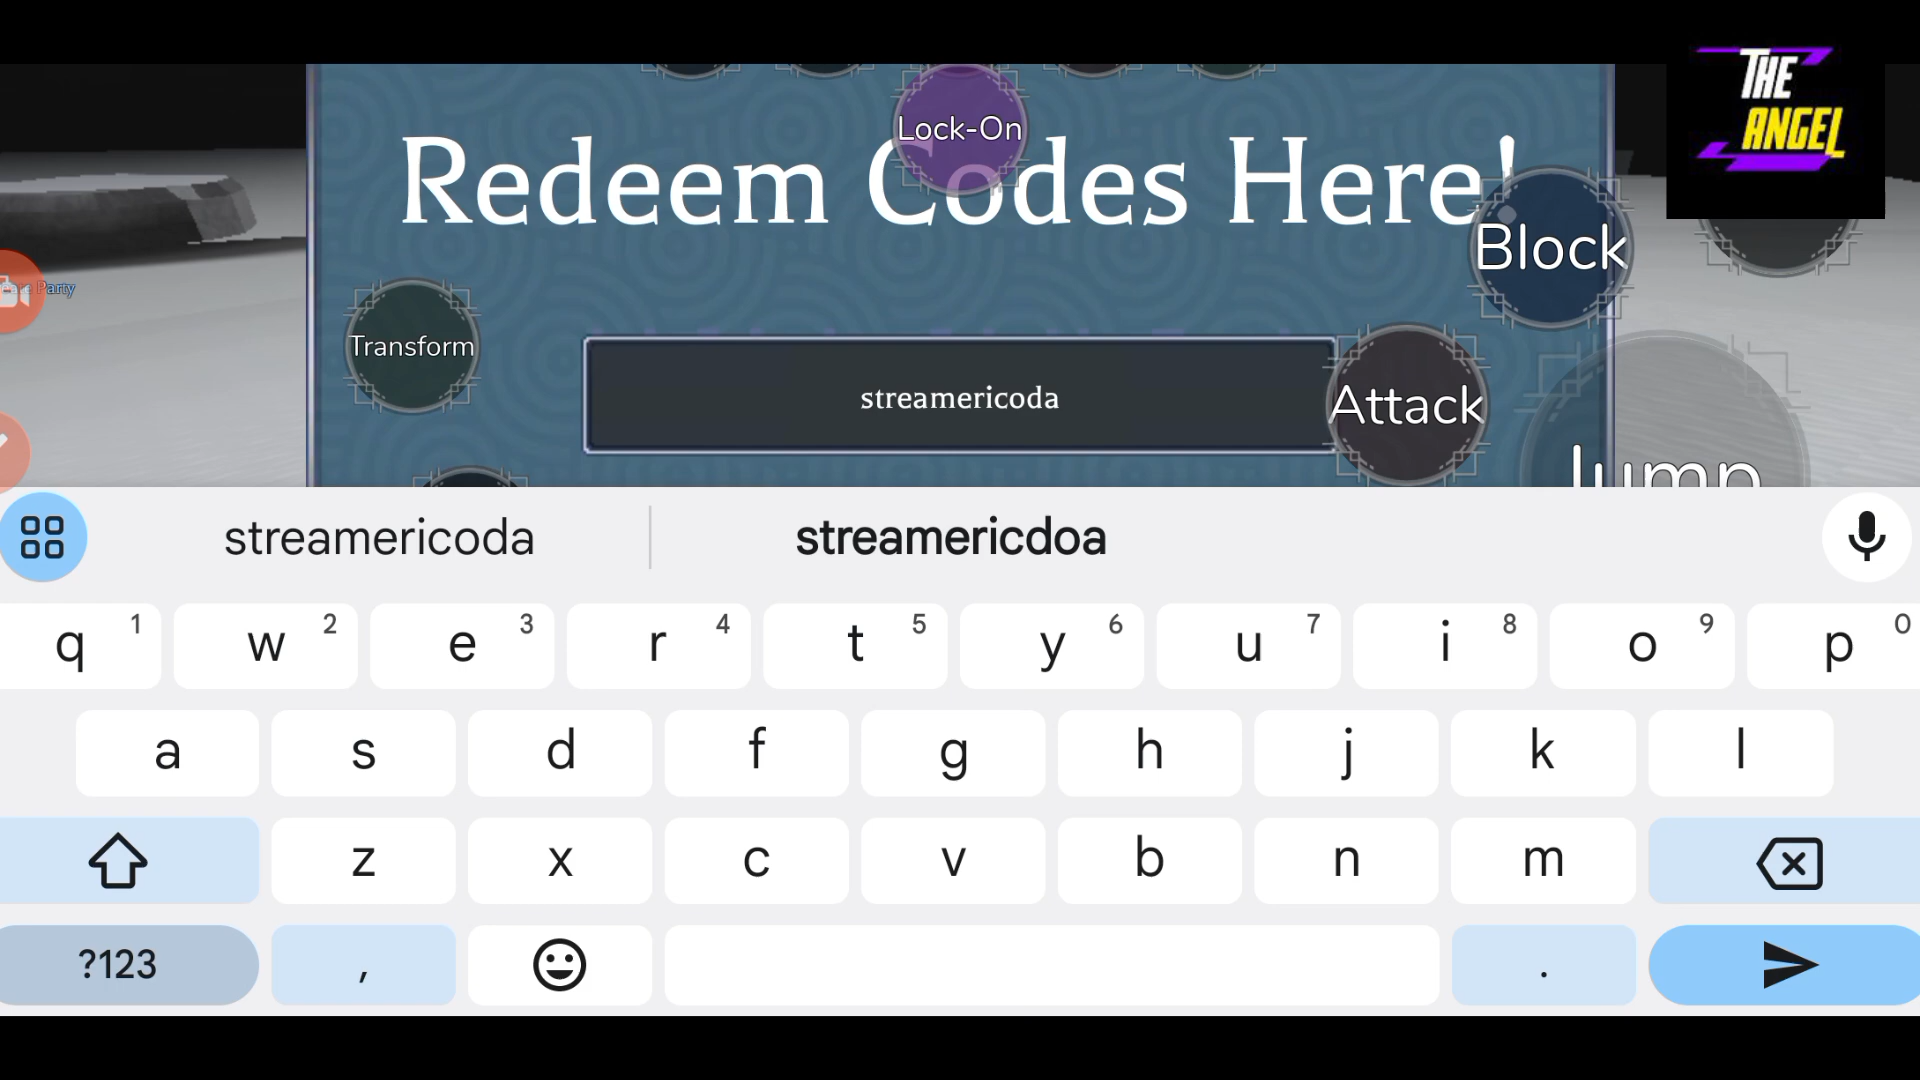 THE
ANGEL
Lock-On
Redeem Codes Here!
Block
Party
Transform
streamericoda
Attack
Jump
streamericoda
streamericdoa
q 1 w 2 e 3 r 4 t 5 y 6 u 7 i 8 o 9 p 0
a s d f g h j k l
z x c v b n m
?123 , .